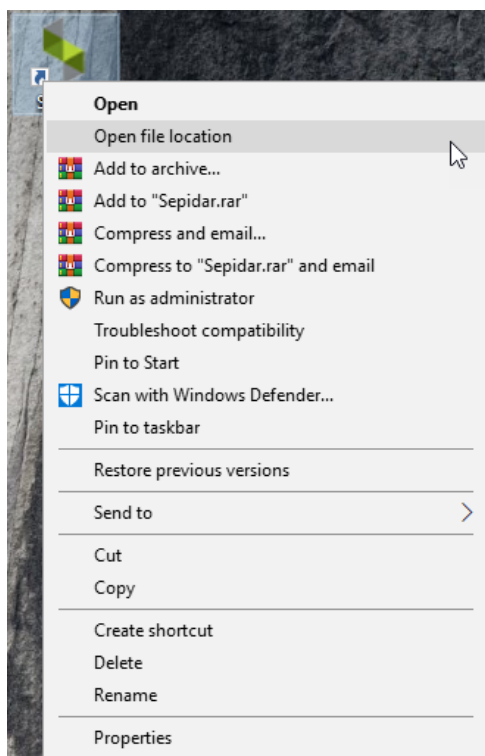 Open
Open file location
Add to archive...
Add to "Sepidar.rar"
Compress and email...
Compress to "Sepidar.rar" and email
Run as administrator
Troubleshoot compatibility
Pin to Start
Scan with Windows Defender...
Pin to taskbar
Restore previous versions
Send to
Cut
Copy
Create shortcut
Delete
Rename
Properties